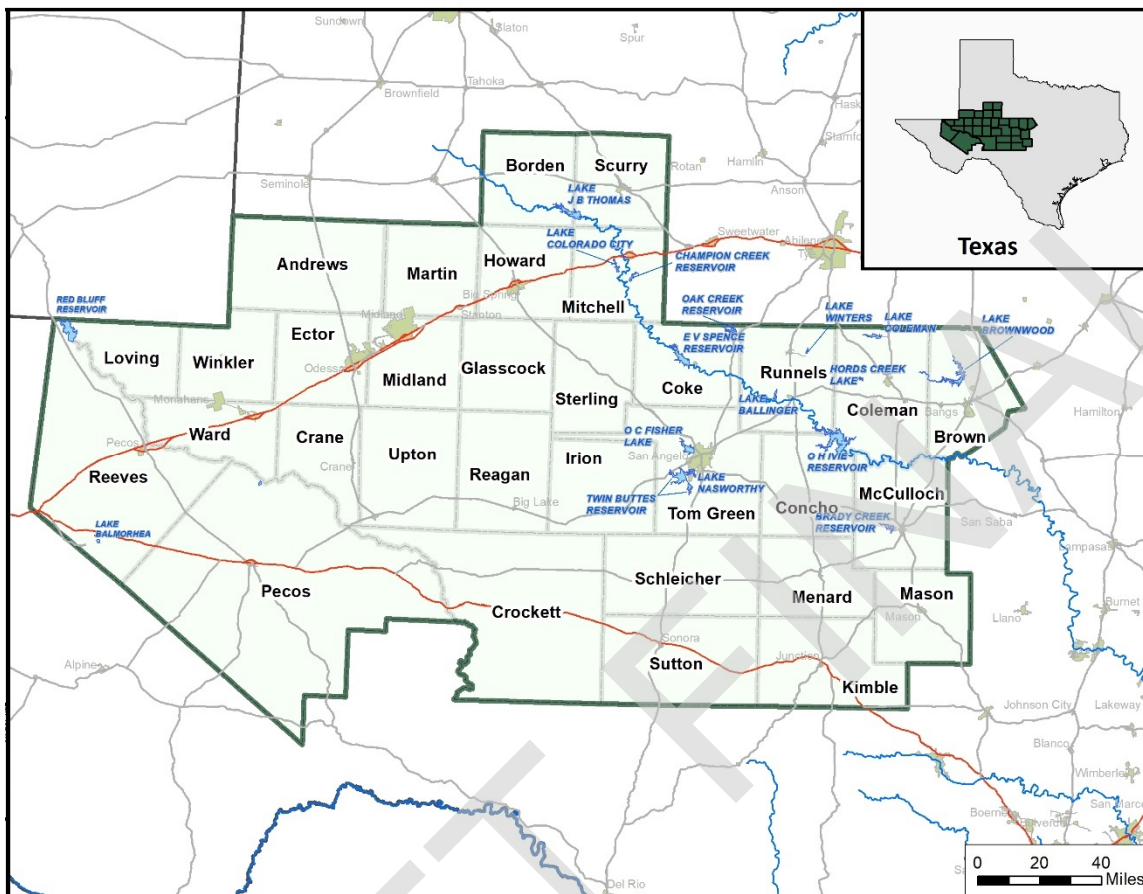 Sundown
Slaton
Spur
Brownfield
Tahoka
Hask
Stamford
Seminole
Borden
Scurry
Rotan
Hamlin
Anson
LAKE
J B THOMAS
Sweetwater
Abilene
Ty
LAKE
COLORADO CITY
CHAMPION CREEK
RESERVOIR
Texas
Andrews
Martin
Howard
Big Spring
Mitchell
Midland
Stanton
OAK CREEK
RESERVOIR
LAKE
WINTERS
LAKE
COLEMAN
LAKE
BROWNWOOD
RED BLUFF
RESERVOIR
Ector
E V SPENCE
RESERVOIR
Loving
Winkler
Odessa
Midland
Glasscock
Coke
Runnels
HORDS CREEK
LAKE
Monahans
Sterling
LAKE
BALLINGER
Coleman
Bangs
Hamilton
Pecos
Ward
Crane
Crane
Upton
Reagan
O C FISHER
LAKE
San Angelo
Irion
O H IVIE
RESERVOIR
Brown
Reeves
Big Lake
TWIN BUTTES
RESERVOIR
LAKE
NASWORTHY
Tom Green
Concho
McCulloch
BRADY CREEK
RESERVOIR
San Saba
LAKE
BALMORHEA
Lampasas
Pecos
Crockett
Schleicher
Menard
Mason
Mason
Llano
Burnet
Alpine
Sonora
Sutton
Junction
Kimble
Johnson City
Lakeway
Blanco
Wimberle
Boerne
San Marco
Del Rio
0 20 40
Miles
T FINAL